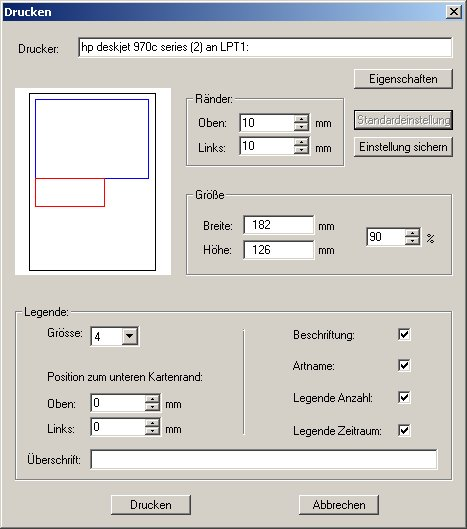 Drucken
Drucker: hp deskjet 970c series (2) an LPT1:
Eigenschaften
Ränder:
Oben: 10 mm
Links: 10 mm
Standardeinstellung
Einstellung sichern
Größe
Breite: 182 mm
Höhe: 126 mm
90 %
Legende:
Grösse: 4
Position zum unteren Kartenrand:
Oben: 0 mm
Links: 0 mm
Beschriftung:
Artname:
Legende Anzahl:
Legende Zeitraum:
Überschrift:
Drucken
Abbrechen